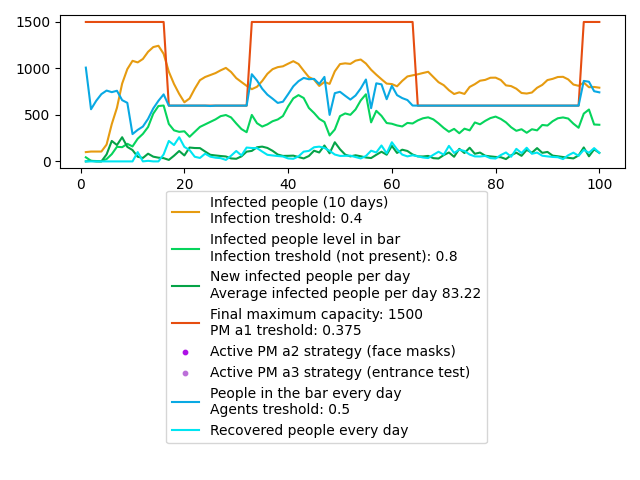 1500
1000
500
0
0 20 40 60 80 100
Infected people (10 days)
Infection treshold: 0.4
Infected people level in bar
Infection treshold (not present): 0.8
New infected people per day
Average infected people per day 83.22
Final maximum capacity: 1500
PM a1 treshold: 0.375
Active PM a2 strategy (face masks)
Active PM a3 strategy (entrance test)
People in the bar every day
Agents treshold: 0.5
Recovered people every day